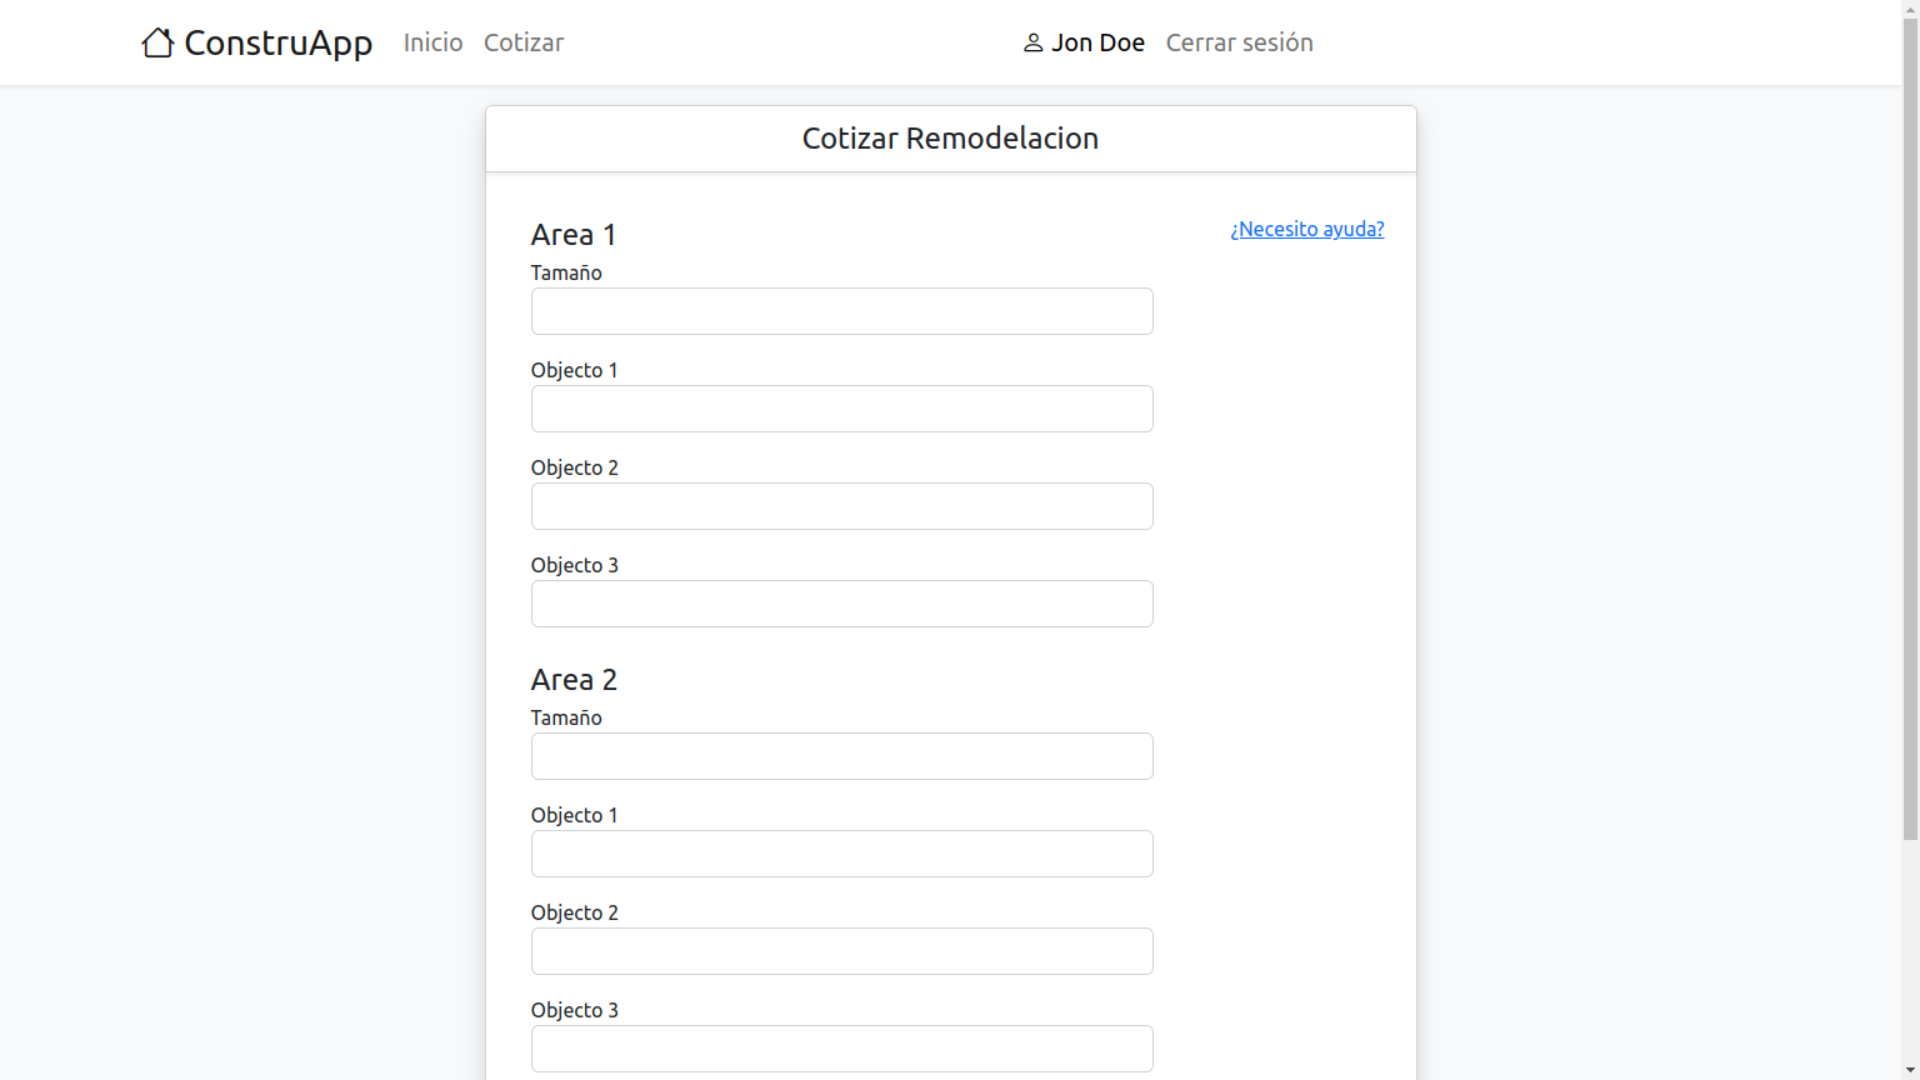 ConstruApp Inicio Cotizar Jon Doe Cerrar sesión
Cotizar Remodelacion
Area 1 ¿Necesito ayuda?
Tamaño
Objecto 1
Objecto 2
Objecto 3
Area 2
Tamaño
Objecto 1
Objecto 2
Objecto 3